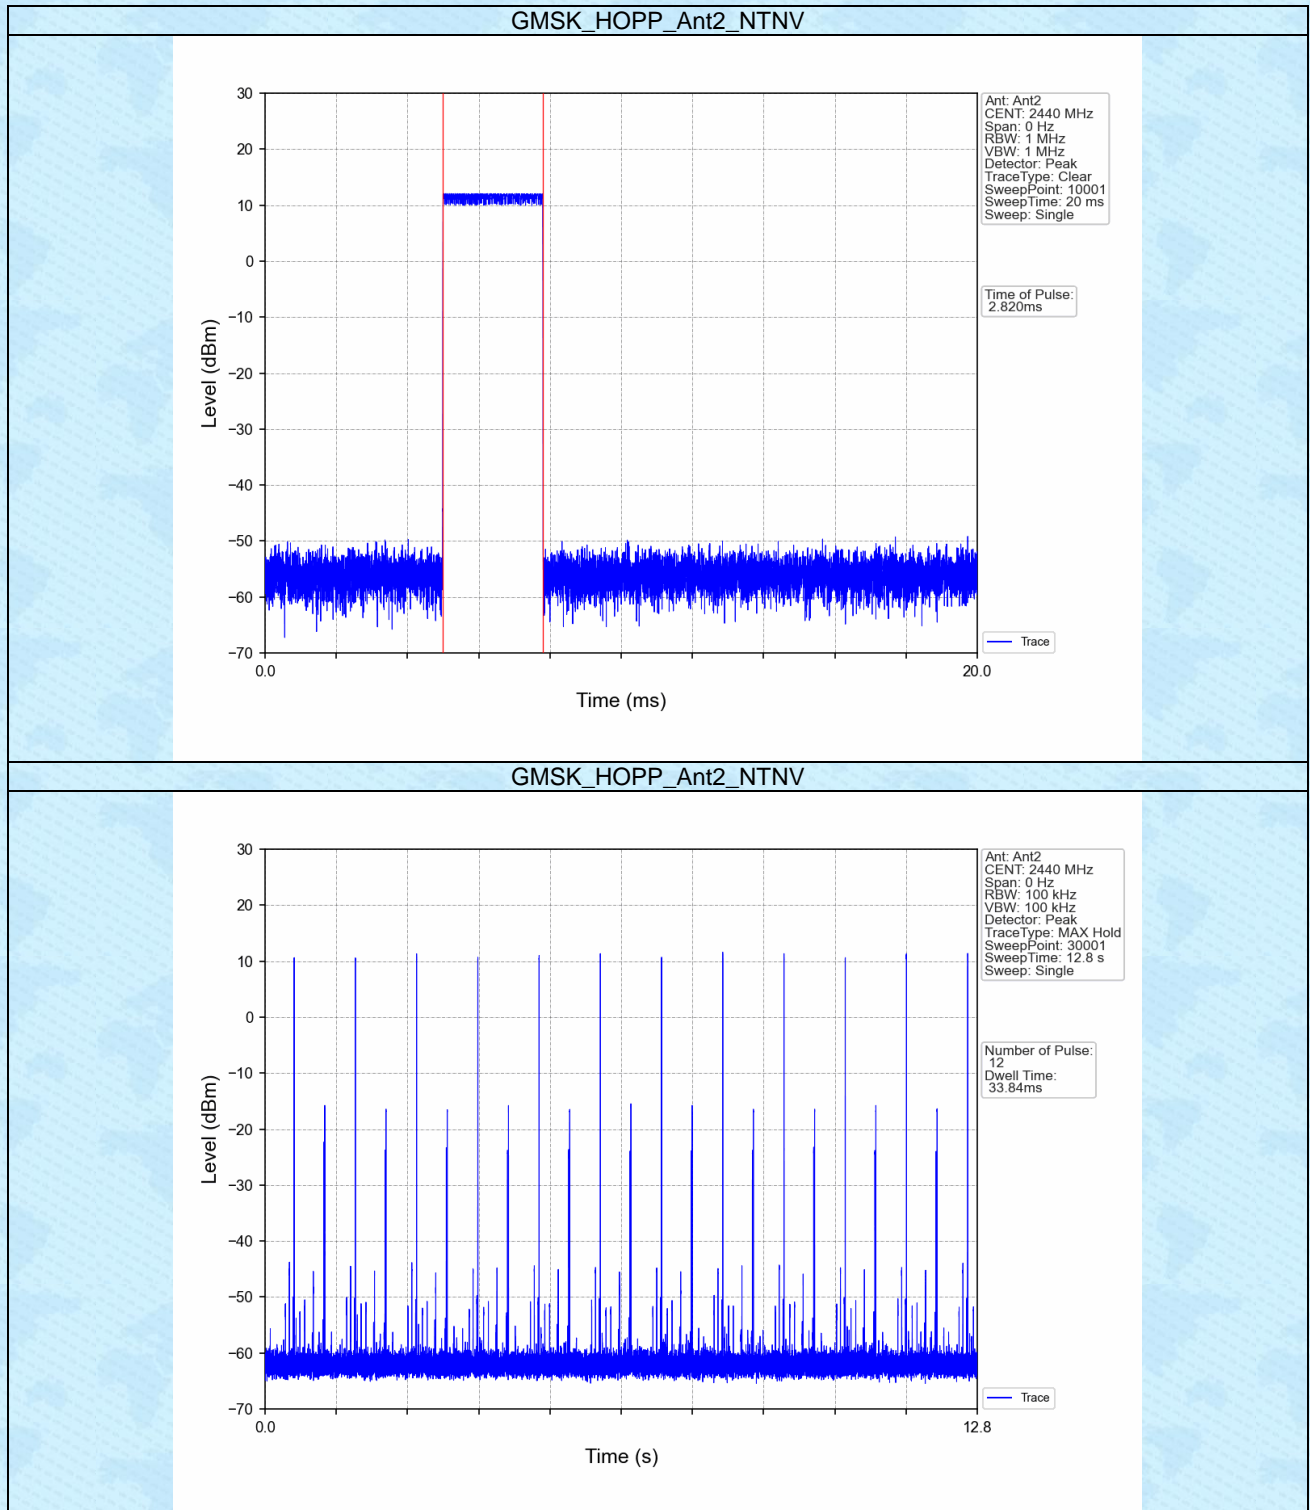 GMSK_HOPP_Ant2_NTNV
30
20
10
0
−10
−20
−30
−40
−50
−60
−70
Level (dBm)
0.0
20.0
Time (ms)
Ant: Ant2
CENT: 2440 MHz
Span: 0 Hz
RBW: 1 MHz
VBW: 1 MHz
Detector: Peak
TraceType: Clear
SweepPoint: 10001
SweepTime: 20 ms
Sweep: Single
Time of Pulse:
2.820ms
Trace
GMSK_HOPP_Ant2_NTNV
30
20
10
0
−10
−20
−30
−40
−50
−60
−70
Level (dBm)
0.0
12.8
Time (s)
Ant: Ant2
CENT: 2440 MHz
Span: 0 Hz
RBW: 100 kHz
VBW: 100 kHz
Detector: Peak
TraceType: MAX Hold
SweepPoint: 30001
SweepTime: 12.8 s
Sweep: Single
Number of Pulse:
12
Dwell Time:
33.84ms
Trace